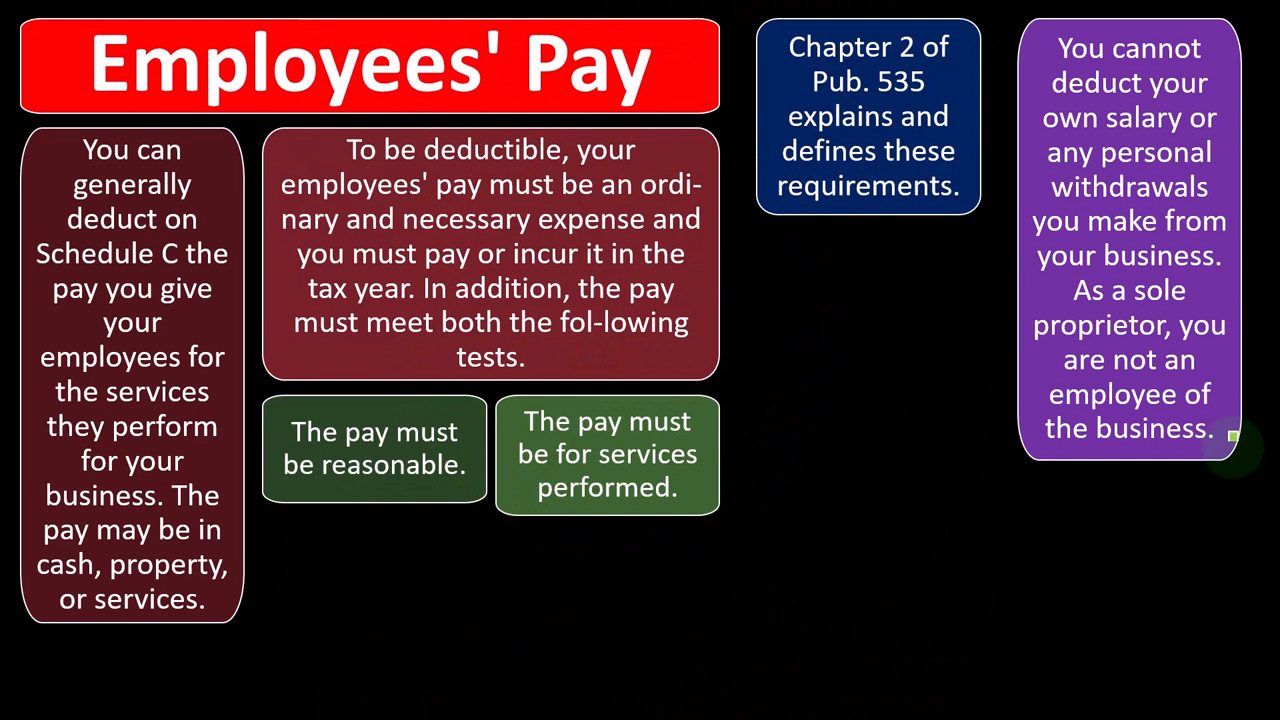 Employees' Pay
You can
generally
deduct on
Schedule C the
pay you give
your
employees for
the services
they perform
for your
business. The
pay may be in
cash, property,
or services.
To be deductible, your
employees' pay must be an ordi-
nary and necessary expense and
you must pay or incur it in the
tax year. In addition, the pay
must meet both the fol-lowing
tests.
The pay must
be reasonable.
The pay must
be for services
performed.
Chapter 2 of
Pub. 535
explains and
defines these
requirements.
You cannot
deduct your
own salary or
any personal
withdrawals
you make from
your business.
As a sole
proprietor, you
are not an
employee of
the business.